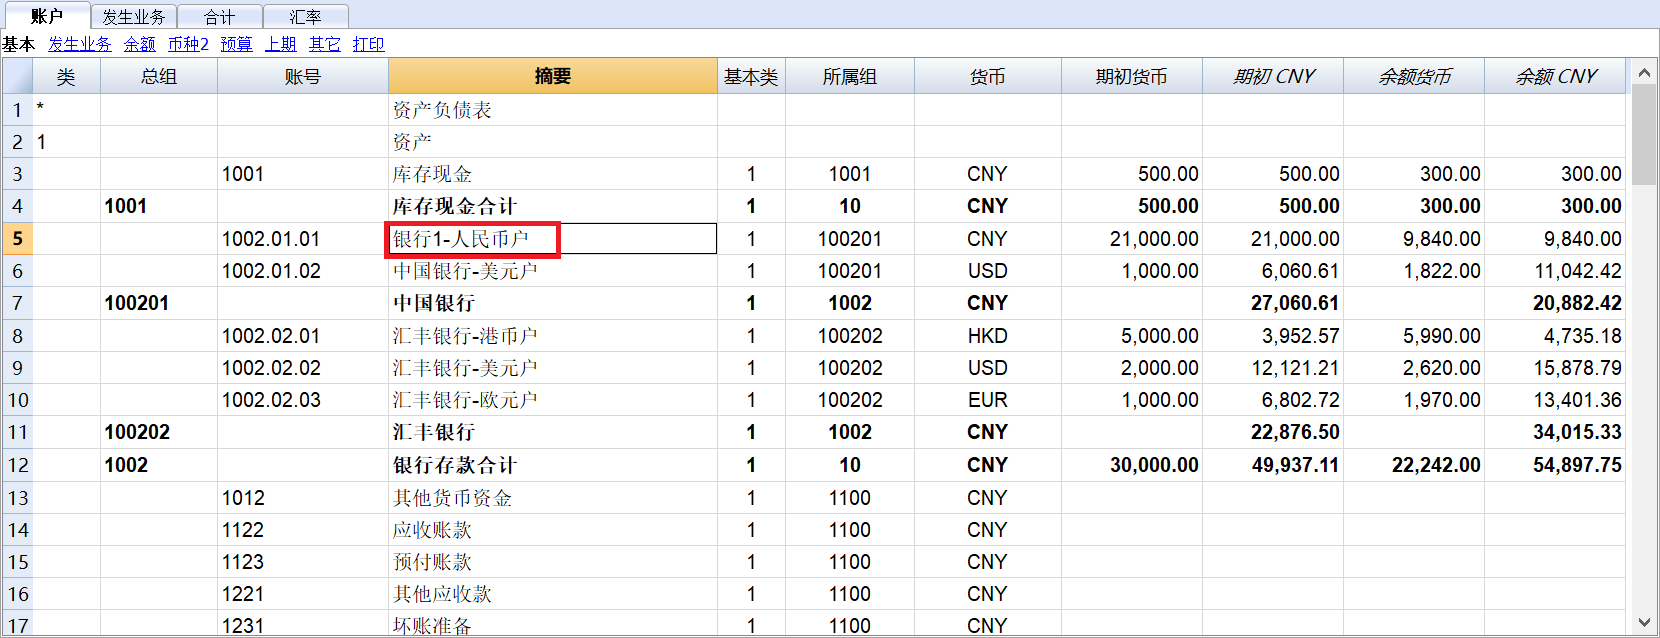 账户 发生业务 合计 汇率
基本 发生业务 余额 币种2 预算 上期 其它 打印
类 总组 账号 摘要 基本类 所属组 货币 期初货币 期初 CNY 余额货币 余额 CNY
1 * 资产负债表
2 1 资产
3 1001 库存现金 1 1001 CNY 500.00 500.00 300.00 300.00
4 1001 库存现金合计 1 10 CNY 500.00 500.00 300.00 300.00
5 1002.01.01 银行1-人民币户 1 100201 CNY 21,000.00 21,000.00 9,840.00 9,840.00
6 1002.01.02 中国银行-美元户 1 100201 USD 1,000.00 6,060.61 1,822.00 11,042.42
7 100201 中国银行 1 1002 CNY 27,060.61 20,882.42
8 1002.02.01 汇丰银行-港币户 1 100202 HKD 5,000.00 3,952.57 5,990.00 4,735.18
9 1002.02.02 汇丰银行-美元户 1 100202 USD 2,000.00 12,121.21 2,620.00 15,878.79
10 1002.02.03 汇丰银行-欧元户 1 100202 EUR 1,000.00 6,802.72 1,970.00 13,401.36
11 100202 汇丰银行 1 1002 CNY 22,876.50 34,015.33
12 1002 银行存款合计 1 10 CNY 30,000.00 49,937.11 22,242.00 54,897.75
13 1012 其他货币资金 1 1100 CNY
14 1122 应收账款 1 1100 CNY
15 1123 预付账款 1 1100 CNY
16 1221 其他应收款 1 1100 CNY
17 1231 坏账准备 1 1100 CNY